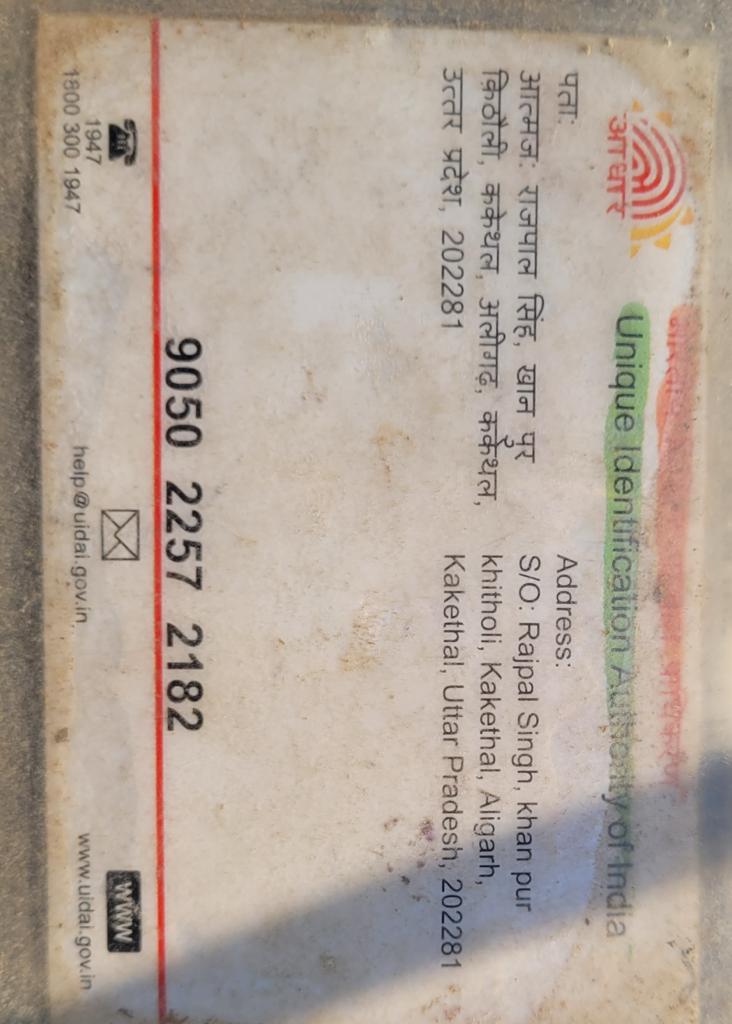 आधार
Unique Identification Authority of India
पता:
आत्मज: राजपाल सिंह, खान पुर
किठौली, ककेथल, अलीगढ़, ककेथल,
उत्तर प्रदेश, 202281
Address:
S/O: Rajpal Singh, khan pur
khitholi, Kakethal, Aligarh,
Kakethal, Uttar Pradesh, 202281
9050 2257 2182
1947
1800 300 1947
help@uidai.gov.in
WWW
www.uidai.gov.in